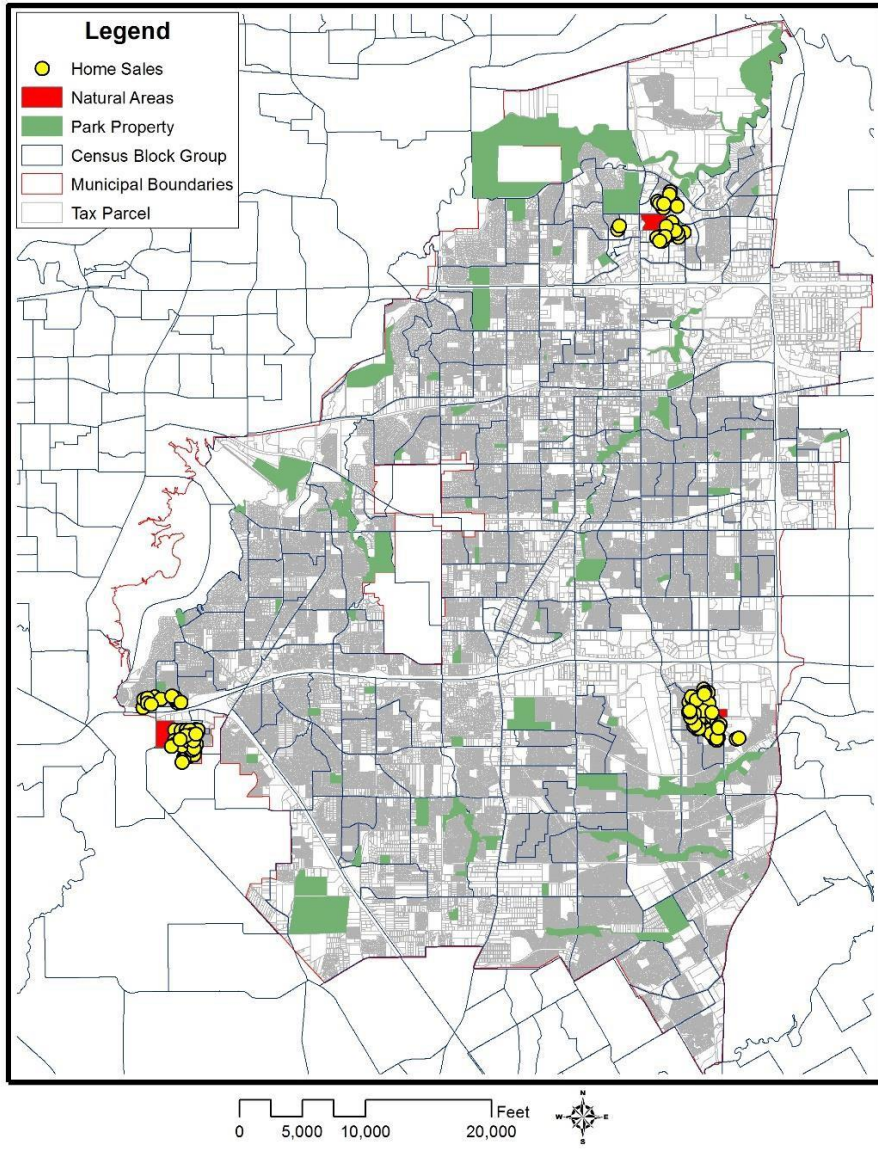 Legend
Home Sales
Natural Areas
Park Property
Census Block Group
Municipal Boundaries
Tax Parcel
Feet
0 5,000 10,000 20,000
N
W E
S